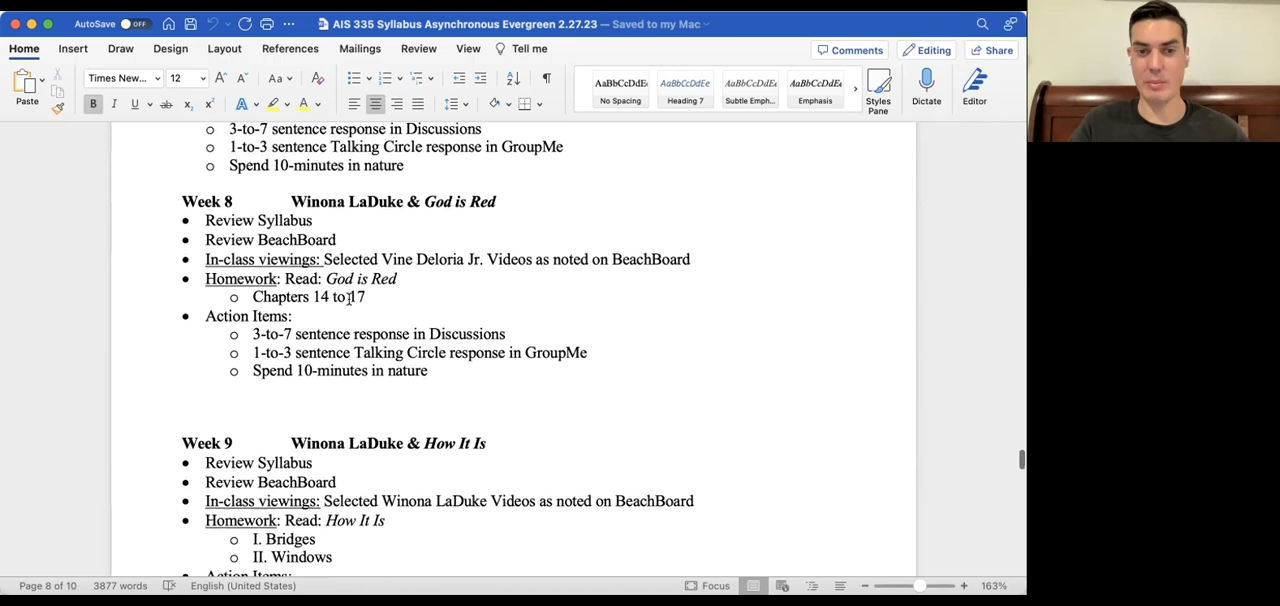 AutoSave OFF AIS 335 Syllabus Asynchronous Evergreen 2.27.23 — Saved to my Mac
Home Insert Draw Design Layout References Mailings Review View Tell me Comments Editing Share
Paste Times New... 12 AaBbCcDdE AaBbCcDdEe AaBbCcDdEe AaBbCcDdEe
No Spacing Heading 7 Subtle Emph... Emphasis Styles Pane Dictate Editor
3-to-7 sentence response in Discussions
1-to-3 sentence Talking Circle response in GroupMe
Spend 10-minutes in nature
Week 8 Winona LaDuke & God is Red
Review Syllabus
Review BeachBoard
In-class viewings: Selected Vine Deloria Jr. Videos as noted on BeachBoard
Homework: Read: God is Red
Chapters 14 to 17
Action Items:
3-to-7 sentence response in Discussions
1-to-3 sentence Talking Circle response in GroupMe
Spend 10-minutes in nature
Week 9 Winona LaDuke & How It Is
Review Syllabus
Review BeachBoard
In-class viewings: Selected Winona LaDuke Videos as noted on BeachBoard
Homework: Read: How It Is
I. Bridges
II. Windows
Action Items:
Page 8 of 10 3877 words English (United States) Focus 163%